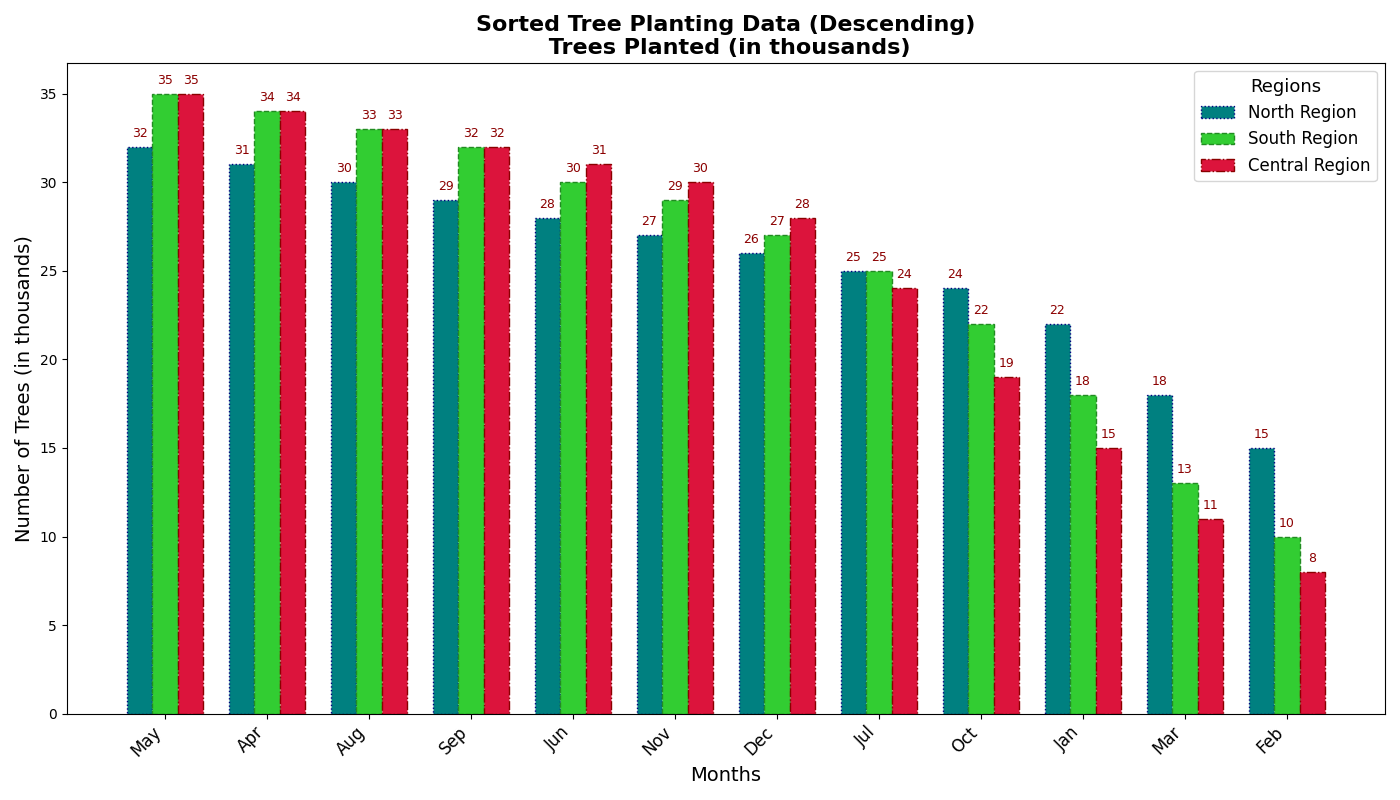 Sorted Tree Planting Data (Descending)
Trees Planted (in thousands)
Regions
North Region
South Region
Central Region
Number of Trees (in thousands)
35
30
25
20
15
10
5
0
32 35 35
31 34 34
30 33 33
29 32 32
28 30 31
27 29 30
26 27 28
25 25 24
24 22 19
22 18 15
18 13 11
15 10 8
May Apr Aug Sep Jun Nov Dec Jul Oct Jan Mar Feb
Months